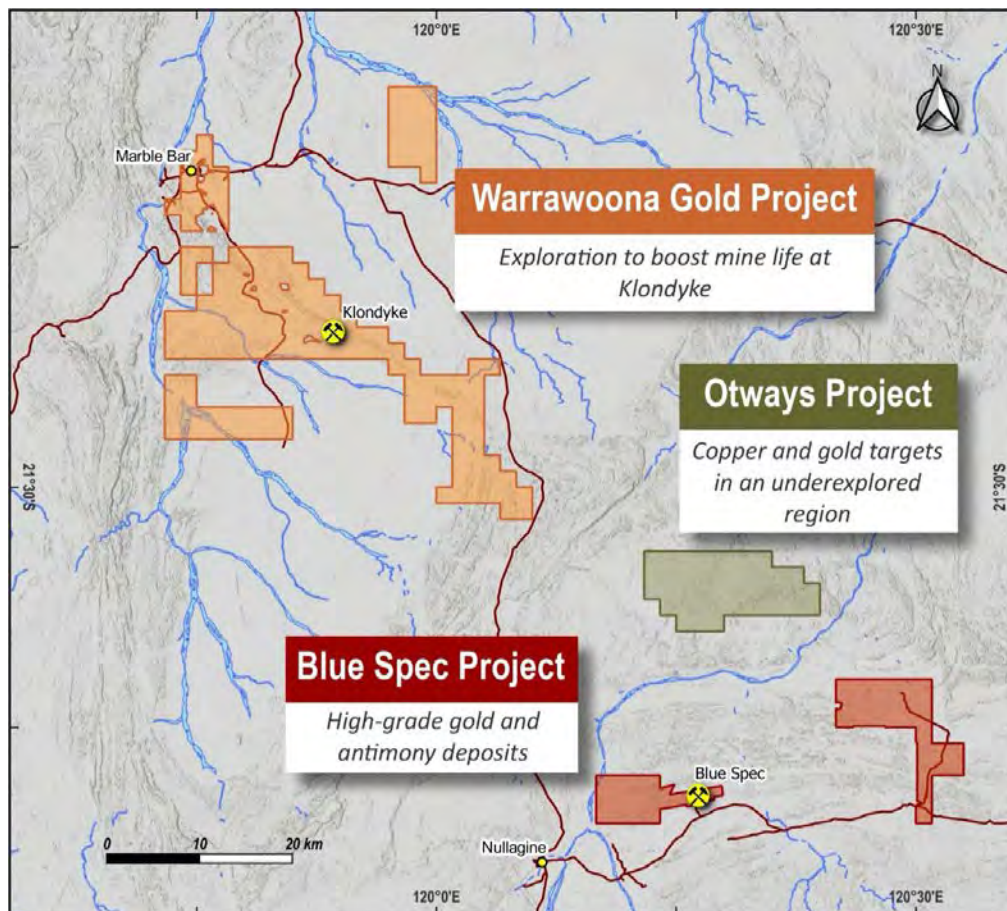 120°0'E
120°30'E
N
Marble Bar
Warrawoona Gold Project
Exploration to boost mine life at
Klondyke
Klondyke
Otways Project
Copper and gold targets
in an underexplored
region
21°30'S
21°30'S
Blue Spec Project
High-grade gold and
antimony deposits
Blue Spec
Nullagine
0 10 20 km
120°0'E
120°30'E